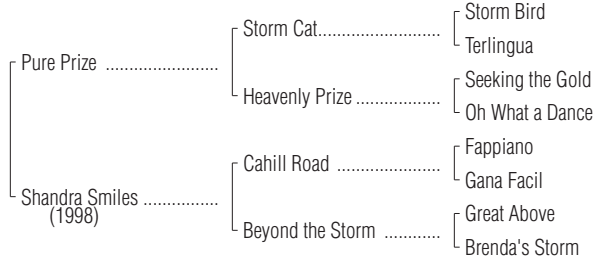 Storm Bird
Storm Cat........................
Terlingua
Pure Prize ......................
Seeking the Gold
Heavenly Prize .................
Oh What a Dance
Fappiano
Cahill Road .....................
Gana Facil
Shandra Smiles ...............
(1998)
Great Above
Beyond the Storm ............
Brenda's Storm